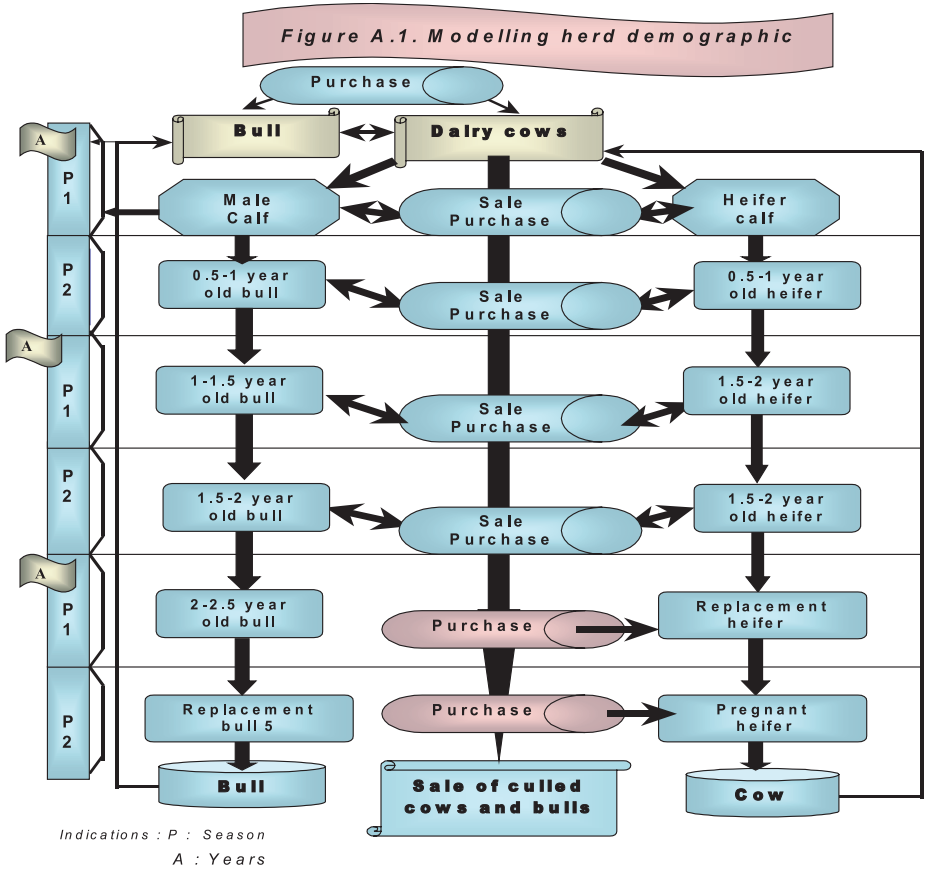 Figure A.1. Modelling herd demographic
Purchase
Bull
Dalry cows
A
P
1
Male
Calf
Sale
Purchase
Heifer
calf
P
2
0.5-1 year
old bull
Sale
Purchase
0.5-1 year
old heifer
A
P
1
1-1.5 year
old bull
Sale
Purchase
1.5-2 year
old heifer
P
2
1.5-2 year
old bull
Sale
Purchase
1.5-2 year
old heifer
A
P
1
2-2.5 year
old bull
Purchase
Replacement
heifer
P
2
Replacement
bull 5
Purchase
Pregnant
heifer
Bull
Sale of culled
cows and bulls
Cow
Indications : P : Season
A : Years